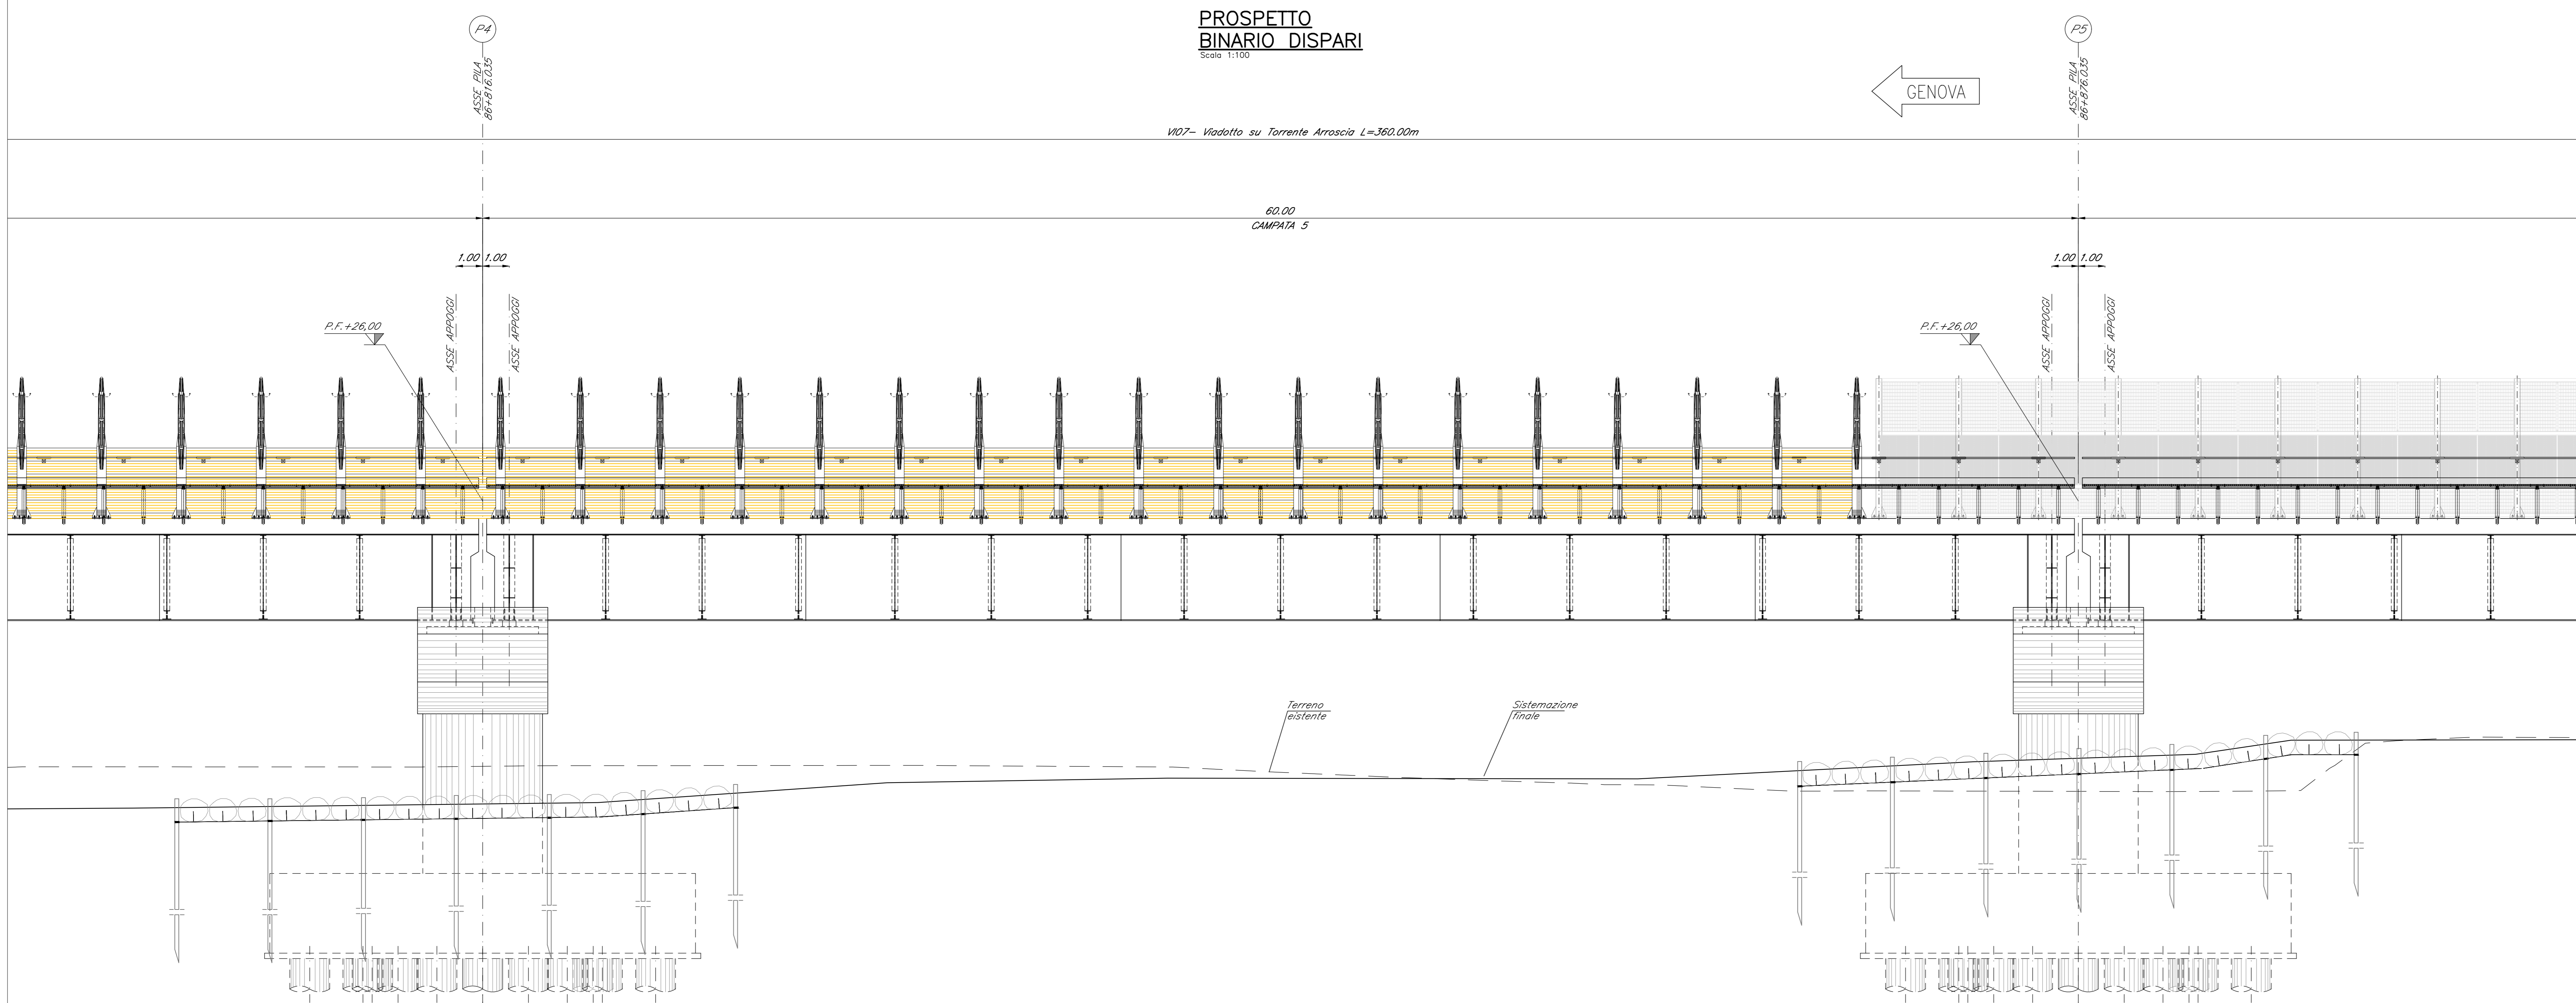 PROSPETTO
BINARIO DISPARI
Scala 1:100
P4
P5
ASSE PILA
86+816.035
ASSE PILA
86+876.035
GENOVA
VI07- Viadotto su Torrente Arroscia L=360.00m
60.00
CAMPATA 5
1.00 1.00
1.00 1.00
ASSE APPOGGI
ASSE APPOGGI
ASSE APPOGGI
ASSE APPOGGI
P.F.+26,00
P.F.+26,00
Terreno
eistente
Sistemazione
finale